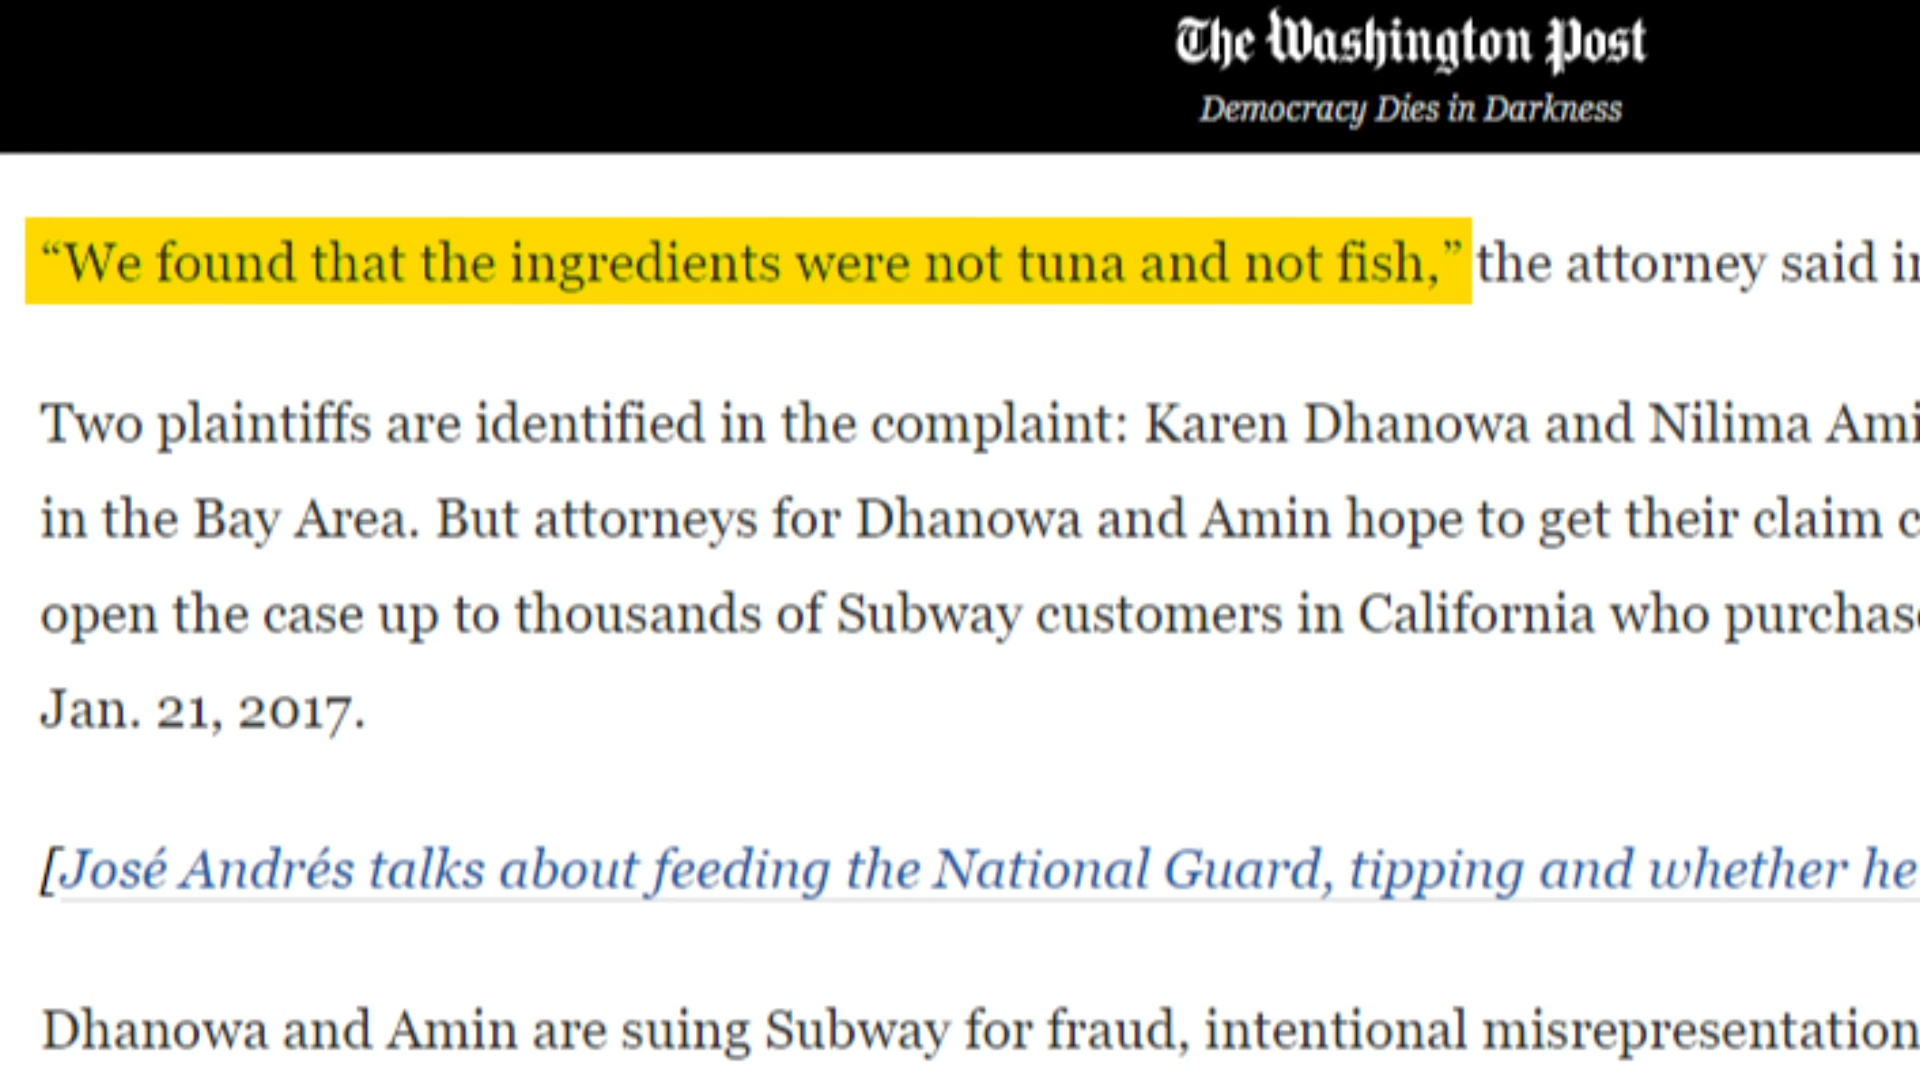 The Washington Post
Democracy Dies in Darkness
“We found that the ingredients were not tuna and not fish,” the attorney said
Two plaintiffs are identified in the complaint: Karen Dhanowa and Nilima
in the Bay Area. But attorneys for Dhanowa and Amin hope to get their claim
open the case up to thousands of Subway customers in California who
Jan. 21, 2017.
[José Andrés talks about feeding the National Guard, tipping and whether he
Dhanowa and Amin are suing Subway for fraud, intentional misrepresentation